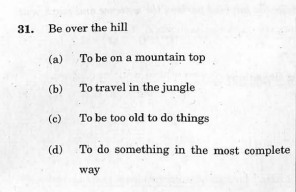 31. Be over the hill
(a) To be on a mountain top
(b) To travel in the jungle
(c) To be too old to do things
(d) To do something in the most complete
way